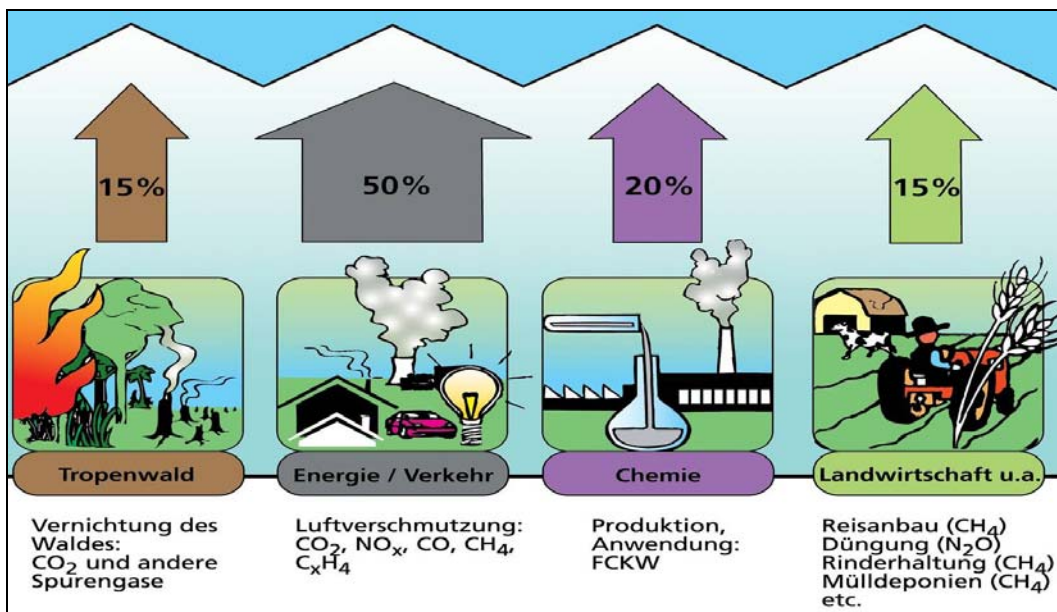 15%
50%
20%
15%
Tropenwald
Energie / Verkehr
Chemie
Landwirtschaft u.a.
Vernichtung des
Waldes:
CO₂ und andere
Spurengase
Luftverschmutzung:
CO₂, NOₓ, CO, CH₄,
CₓH₄
Produktion,
Anwendung:
FCKW
Reisanbau (CH₄)
Düngung (N₂O)
Rinderhaltung (CH₄)
Mülldeponien (CH₄)
etc.